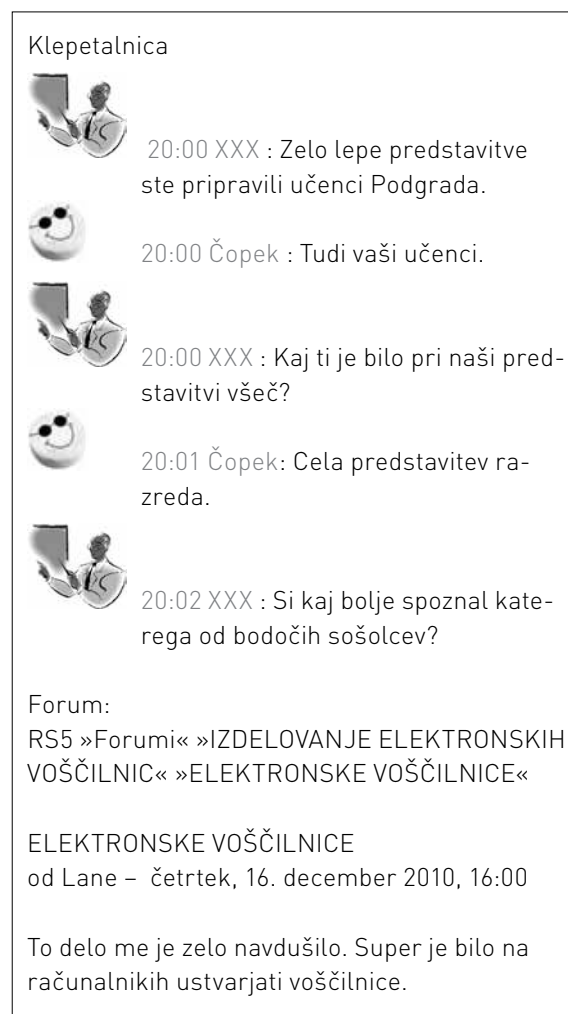 Klepetalnica
20:00 XXX : Zelo lepe predstavitve
ste pripravili učenci Podgrada.
20:00 Čopek : Tudi vaši učenci.
20:00 XXX : Kaj ti je bilo pri naši pred-
stavitvi všeč?
20:01 Čopek: Cela predstavitev ra-
zreda.
20:02 XXX : Si kaj bolje spoznal kate-
rega od bodočih sošolcev?
Forum:
RS5 »Forumi« »IZDELOVANJE ELEKTRONSKIH
VOŠČILNIC« »ELEKTRONSKE VOŠČILNICE«
ELEKTRONSKE VOŠČILNICE
od Lane – četrtek, 16. december 2010, 16:00
To delo me je zelo navdušilo. Super je bilo na
računalnikih ustvarjati voščilnice.